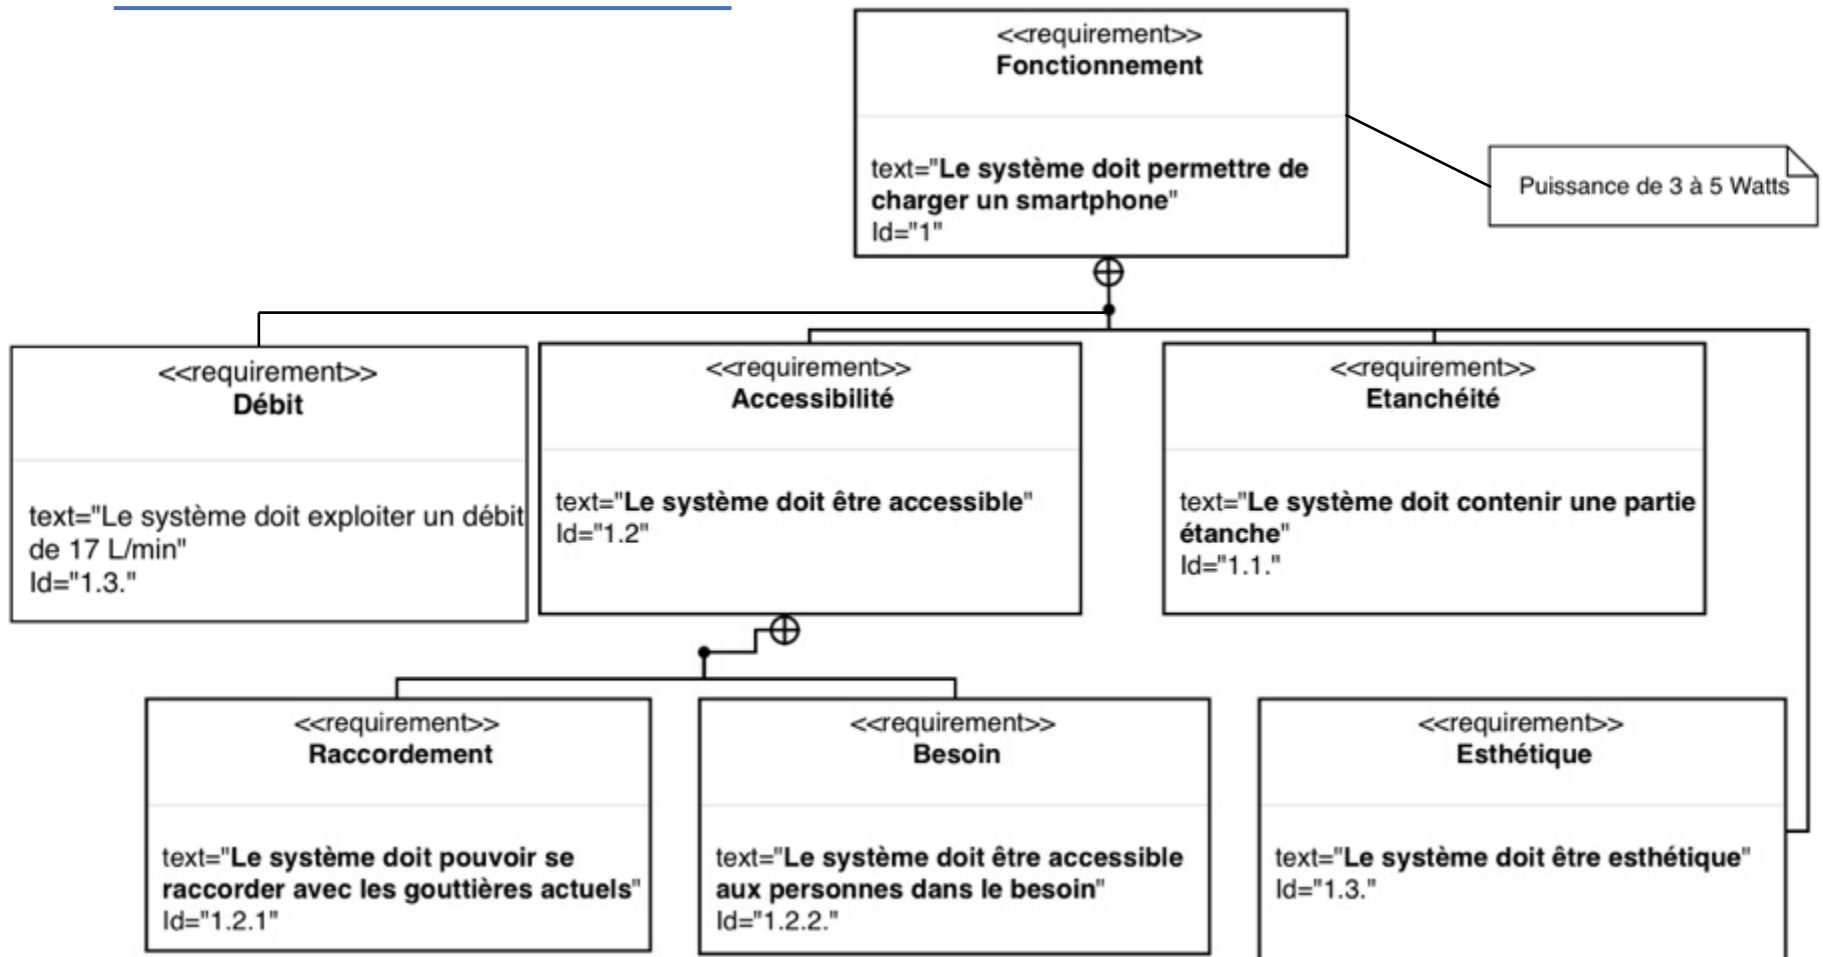 <<requirement>>
Fonctionnement
text="Le système doit permettre de
charger un smartphone"
Id="1"
Puissance de 3 à 5 Watts
<<requirement>>
Débit
text="Le système doit exploiter un débit
de 17 L/min"
Id="1.3."
<<requirement>>
Accessibilité
text="Le système doit être accessible"
Id="1.2"
<<requirement>>
Etanchéité
text="Le système doit contenir une partie
étanche"
Id="1.1."
<<requirement>>
Raccordement
text="Le système doit pouvoir se
raccorder avec les gouttières actuels"
Id="1.2.1"
<<requirement>>
Besoin
text="Le système doit être accessible
aux personnes dans le besoin"
Id="1.2.2."
<<requirement>>
Esthétique
text="Le système doit être esthétique"
Id="1.3."